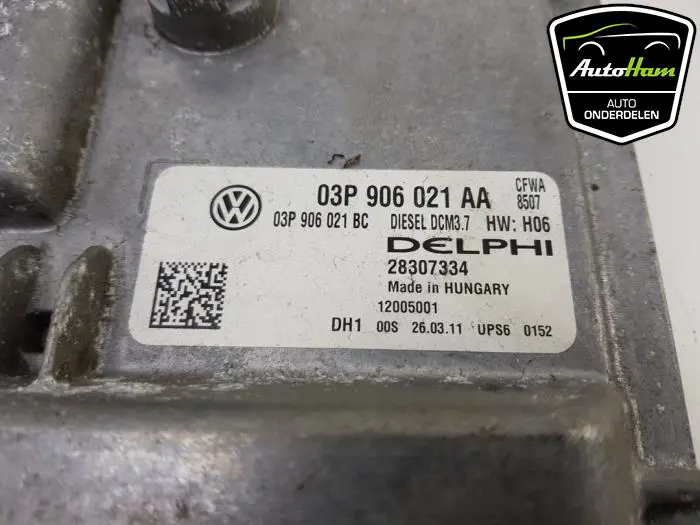 AutoHam
AUTO
ONDERDELEN
03P 906 021 AA CFWA
8507
03P 906 021 BC DIESEL DCM3.7 HW: H06
DELPHI
28307334
Made in HUNGARY
12005001
DH1 00S 26.03.11 UPS6 0152